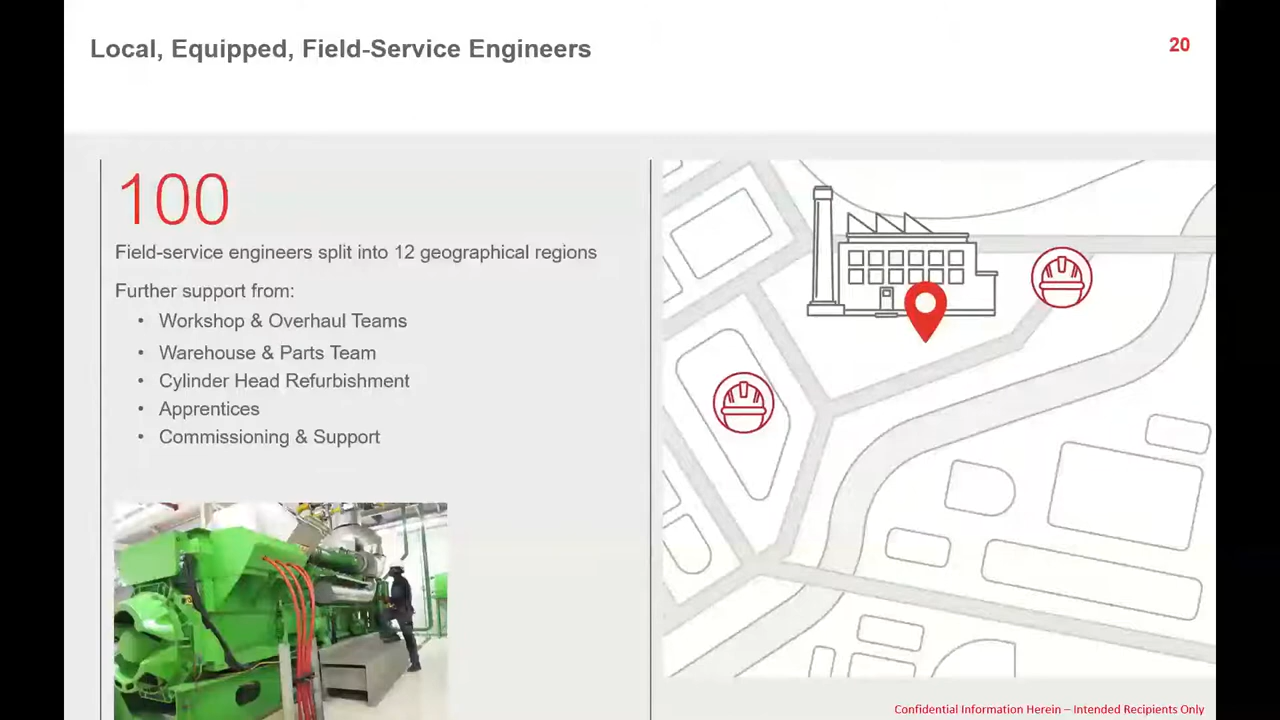 Local, Equipped, Field-Service Engineers
20
100
Field-service engineers split into 12 geographical regions
Further support from:
• Workshop & Overhaul Teams
• Warehouse & Parts Team
• Cylinder Head Refurbishment
• Apprentices
• Commissioning & Support
Confidential Information Herein – Intended Recipients Only